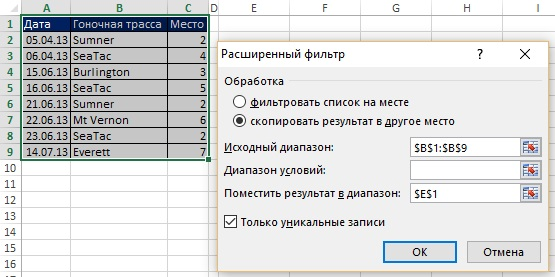 A B C D E F G H I
1 Дата Гоночная трасса Место
2 05.04.13 Sumner 2
3 06.04.13 SeaTac 4
4 15.06.13 Burlington 3
5 16.06.13 SeaTac 5
6 21.06.13 Sumner 2
7 22.06.13 Mt Vernon 6
8 23.06.13 SeaTac 2
9 14.07.13 Everett 7
10
11
12
13
14
15
16
Расширенный фильтр ? ×
Обработка
фильтровать список на месте
скопировать результат в другое место
Исходный диапазон: $B$1:$B$9
Диапазон условий:
Поместить результат в диапазон: $E$1
Только уникальные записи
ОК Отмена